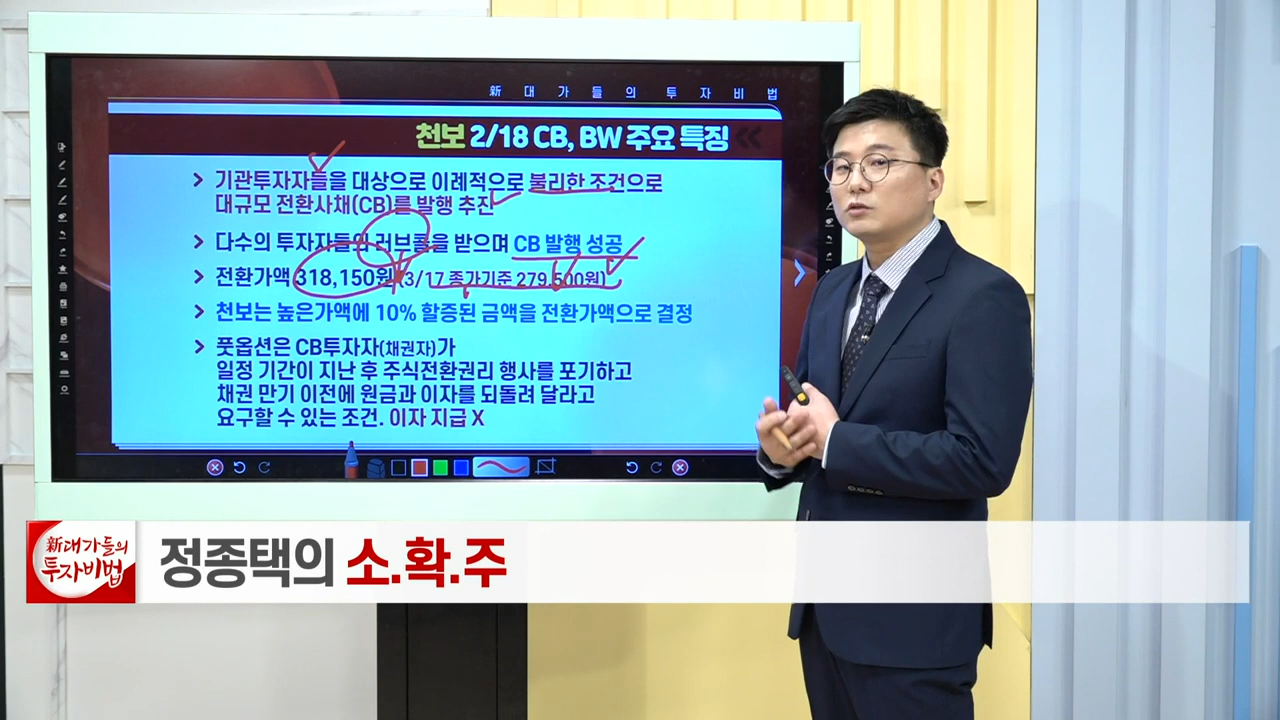 新 대 가 들 의 투 자 비 법
천보 2/18 CB, BW 주요 특징
기관투자자들을 대상으로 이례적으로 불리한 조건으로
대규모 전환사채(CB)를 발행 추진
다수의 투자자들의 러브콜을 받으며 CB 발행 성공
전환가액 318,150원(3/17 종가기준 279,500원)
천보는 높은가액에 10% 할증된 금액을 전환가액으로 결정
풋옵션은 CB투자자(채권자)가
일정 기간이 지난 후 주식전환권리 행사를 포기하고
채권 만기 이전에 원금과 이자를 되돌려 달라고
요구할 수 있는 조건. 이자 지급 X
新대가들의
투자비법
정종택의 소.확.주